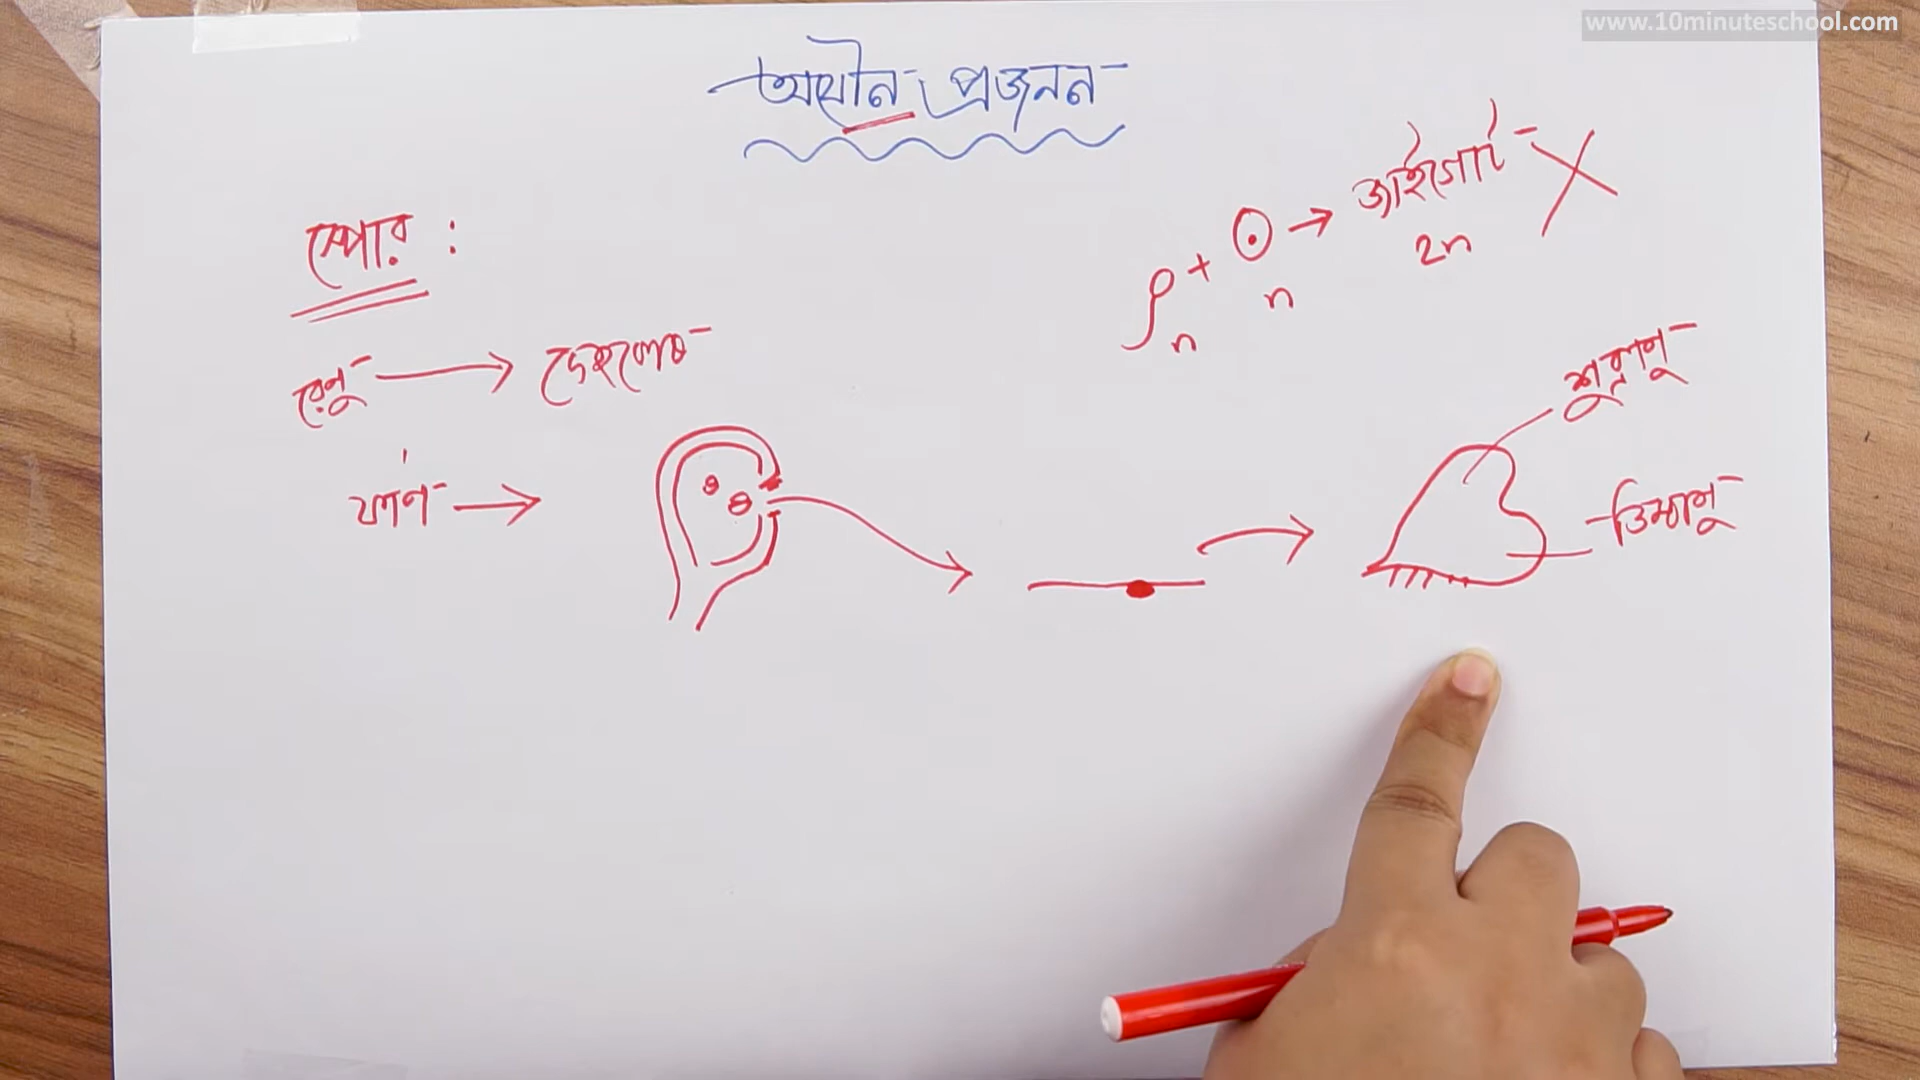 www.10minuteschool.com
অযৌন প্রজনন
স্পোর :
+ → জাইগোট
n n 2n
রেনু →
ফার্ন →
শুক্রানু
ডিম্বানু